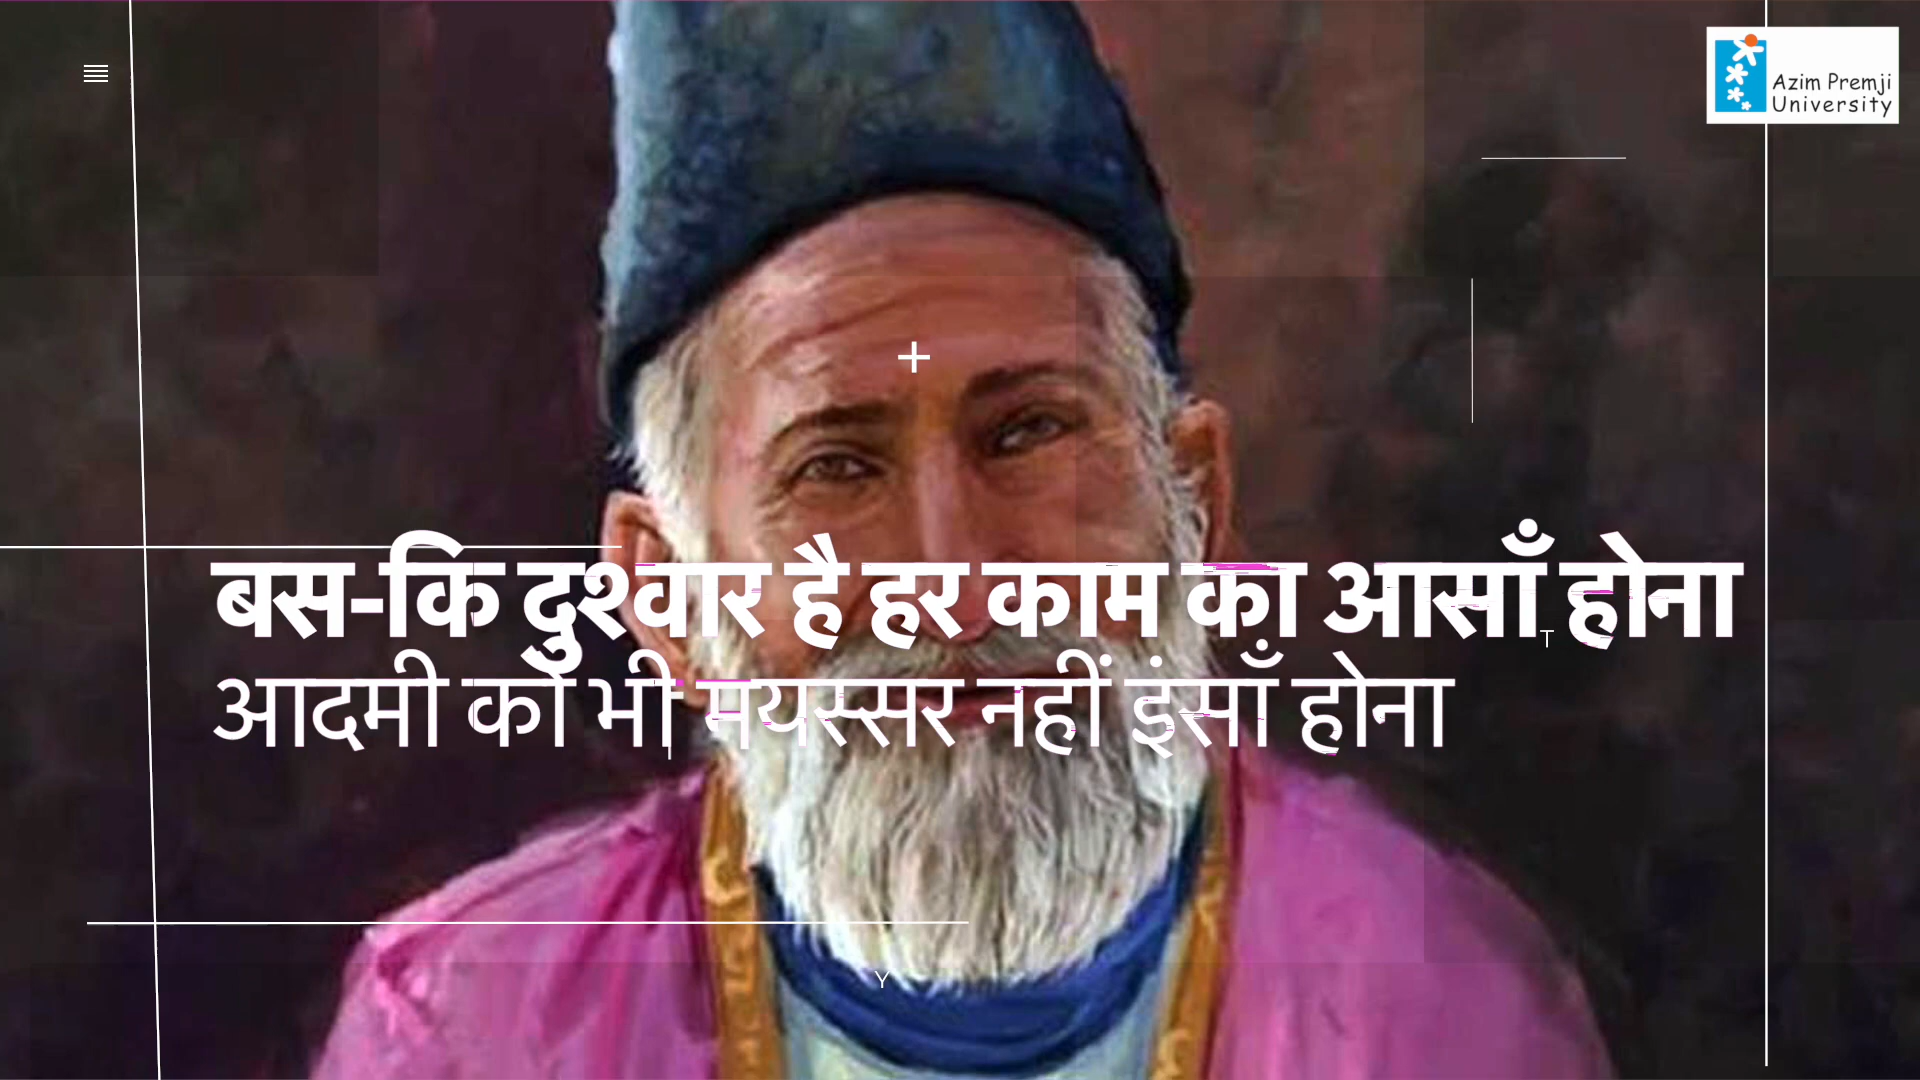 Azim Premji
University
बस-कि दुश्वार है हर काम का आसाँ होना
T
आदमी को भी मयस्सर नहीं इंसाँ होना
Y